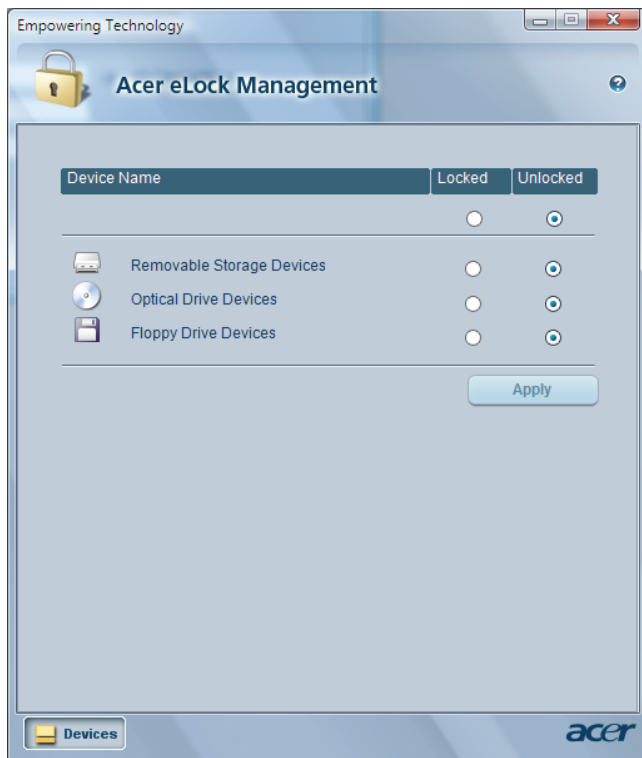 Empowering Technology
Acer eLock Management
Device Name Locked Unlocked
Removable Storage Devices
Optical Drive Devices
Floppy Drive Devices
Apply
Devices
acer